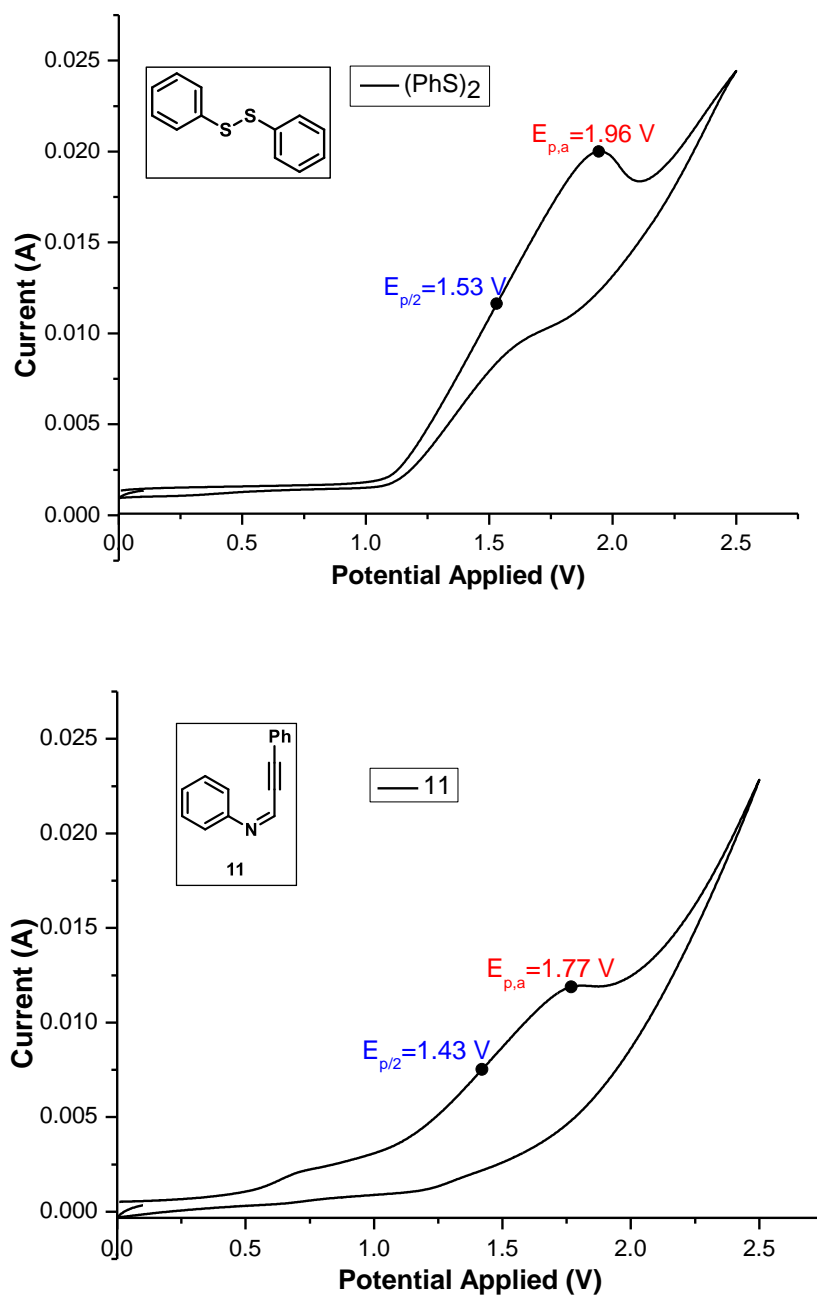 0.025
S
S
(PhS)2
Ep,a=1.96 V
0.020
Current (A)
0.015
Ep/2=1.53 V
0.010
0.005
0.000
0.0 0.5 1.0 1.5 2.0 2.5
Potential Applied (V)
0.025
Ph
N
11
11
0.020
Current (A)
0.015
Ep,a=1.77 V
0.010
Ep/2=1.43 V
0.005
0.000
0.0 0.5 1.0 1.5 2.0 2.5
Potential Applied (V)